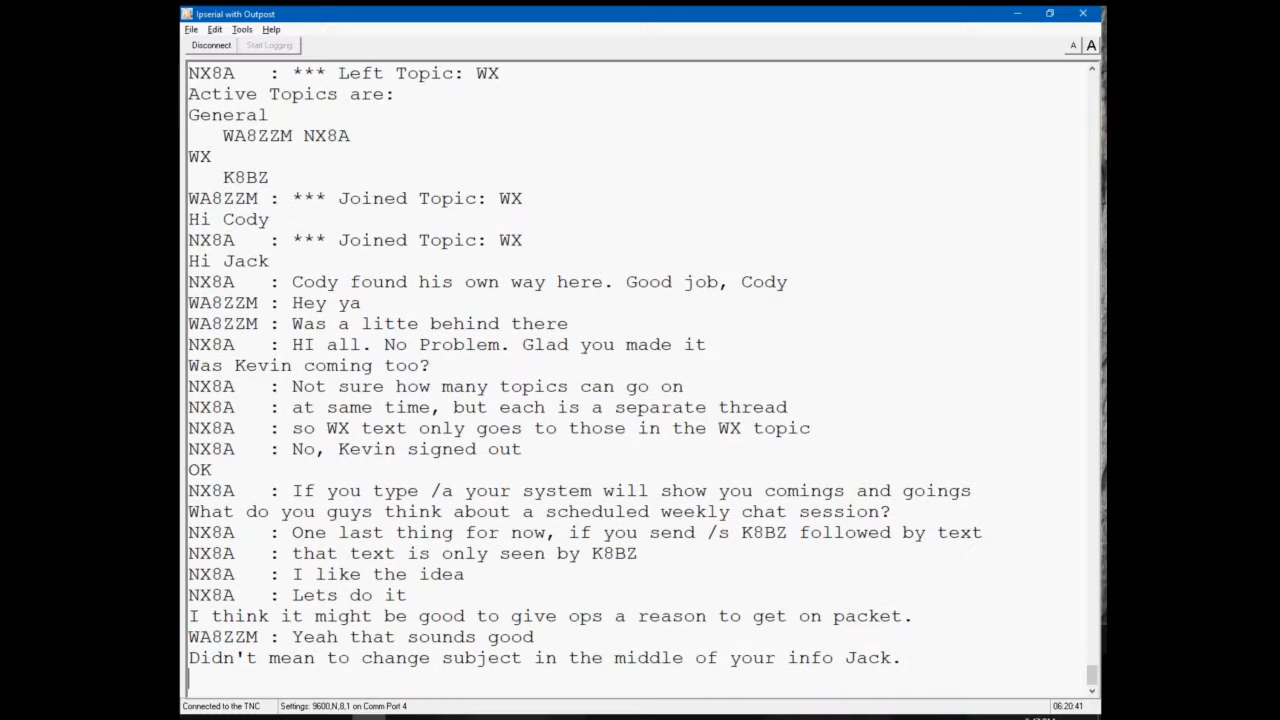 Ipserial with Outpost
File Edit Tools Help
Disconnect Start Logging A A
NX8A : *** Left Topic: WX
Active Topics are:
General
WA8ZZM NX8A
WX
K8BZ
WA8ZZM : *** Joined Topic: WX
Hi Cody
NX8A : *** Joined Topic: WX
Hi Jack
NX8A : Cody found his own way here. Good job, Cody
WA8ZZM : Hey ya
WA8ZZM : Was a litte behind there
NX8A : HI all. No Problem. Glad you made it
Was Kevin coming too?
NX8A : Not sure how many topics can go on
NX8A : at same time, but each is a separate thread
NX8A : so WX text only goes to those in the WX topic
NX8A : No, Kevin signed out
OK
NX8A : If you type /a your system will show you comings and goings
What do you guys think about a scheduled weekly chat session?
NX8A : One last thing for now, if you send /s K8BZ followed by text
NX8A : that text is only seen by K8BZ
NX8A : I like the idea
NX8A : Lets do it
I think it might be good to give ops a reason to get on packet.
WA8ZZM : Yeah that sounds good
Didn't mean to change subject in the middle of your info Jack.
Connected to the TNC Settings: 9600,N,8,1 on Comm Port 4 06:20:41